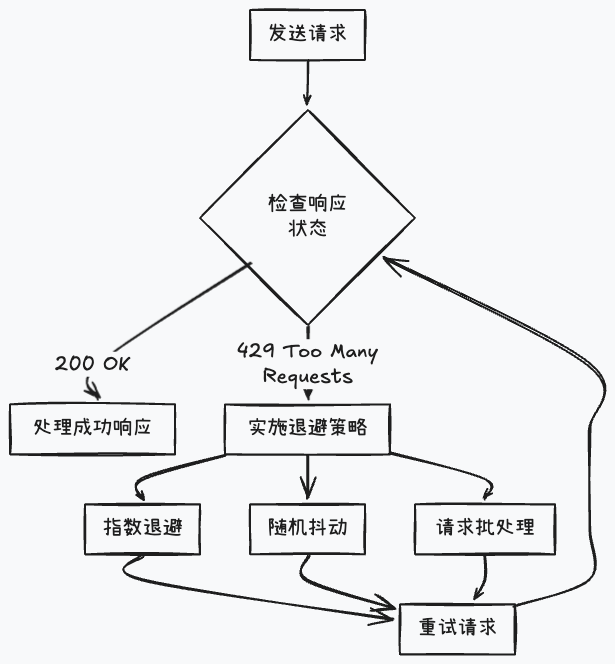 发送请求
检查响应
状态
200 OK
429 Too Many
Requests
处理成功响应
实施退避策略
指数退避
随机抖动
请求批处理
重试请求